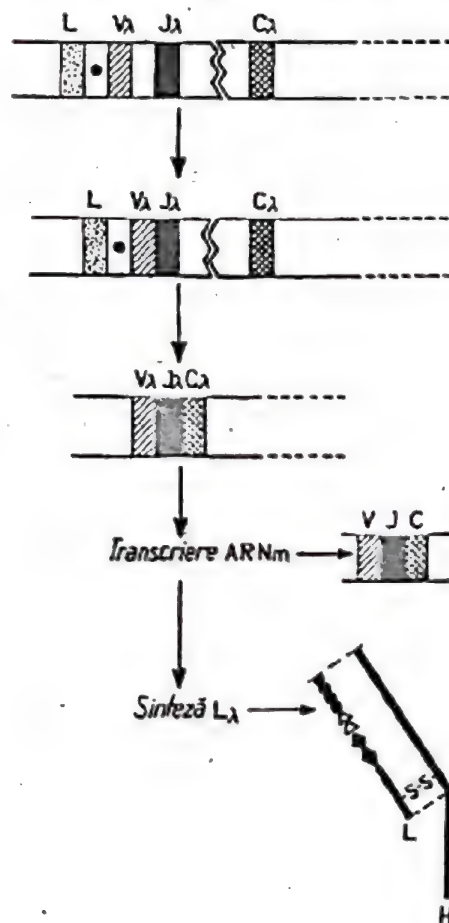 L Vλ Jλ Cλ
L Vλ Jλ Cλ
Vλ Jλ Cλ
V J C
Transcriere ARNm
Sinteză Lλ
S-S
L
H